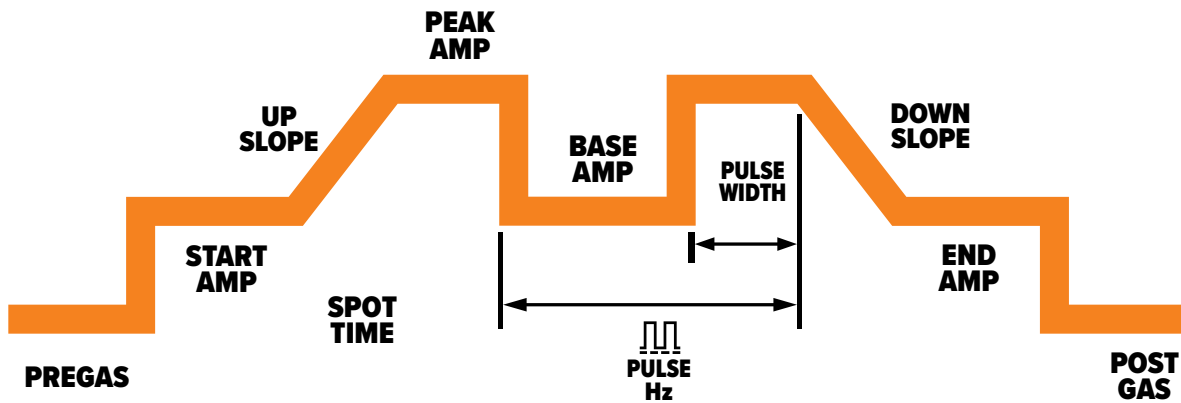 PEAK
AMP
UP
SLOPE
BASE
AMP
PULSE
WIDTH
DOWN
SLOPE
START
AMP
SPOT
TIME
END
AMP
PREGAS
PULSE
Hz
POST
GAS